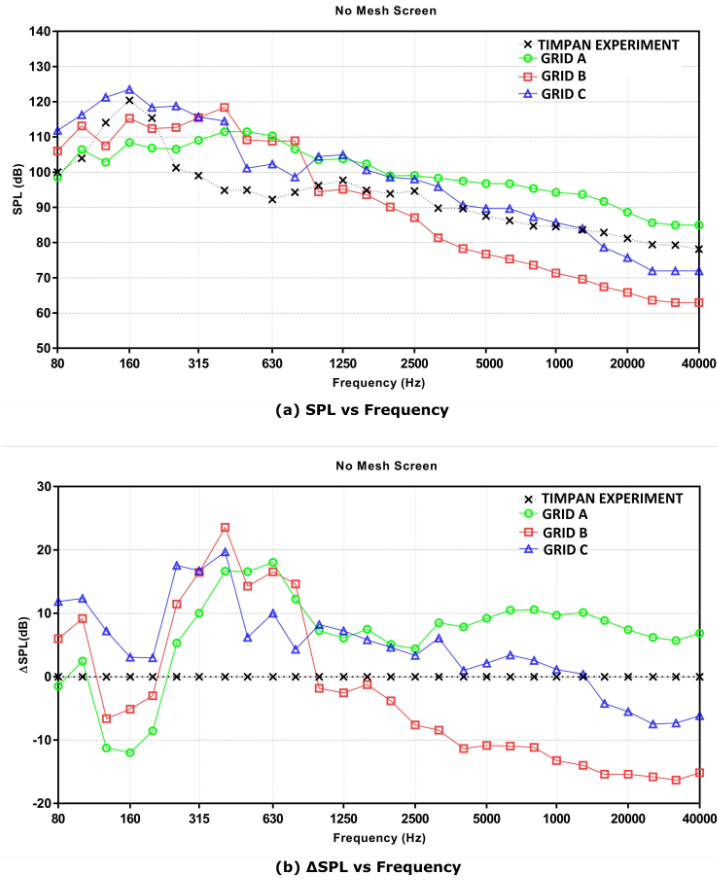 No Mesh Screen
140
130
120
110
100
90
80
70
60
50
SPL (dB)
TIMPAN EXPERIMENT
GRID A
GRID B
GRID C
80 160 315 630 1250 2500 5000 1000 20000 40000
Frequency (Hz)
(a) SPL vs Frequency
No Mesh Screen
30
20
10
0
-10
-20
ΔSPL(dB)
TIMPAN EXPERIMENT
GRID A
GRID B
GRID C
80 160 315 630 1250 2500 5000 1000 20000 40000
Frequency (Hz)
(b) ΔSPL vs Frequency